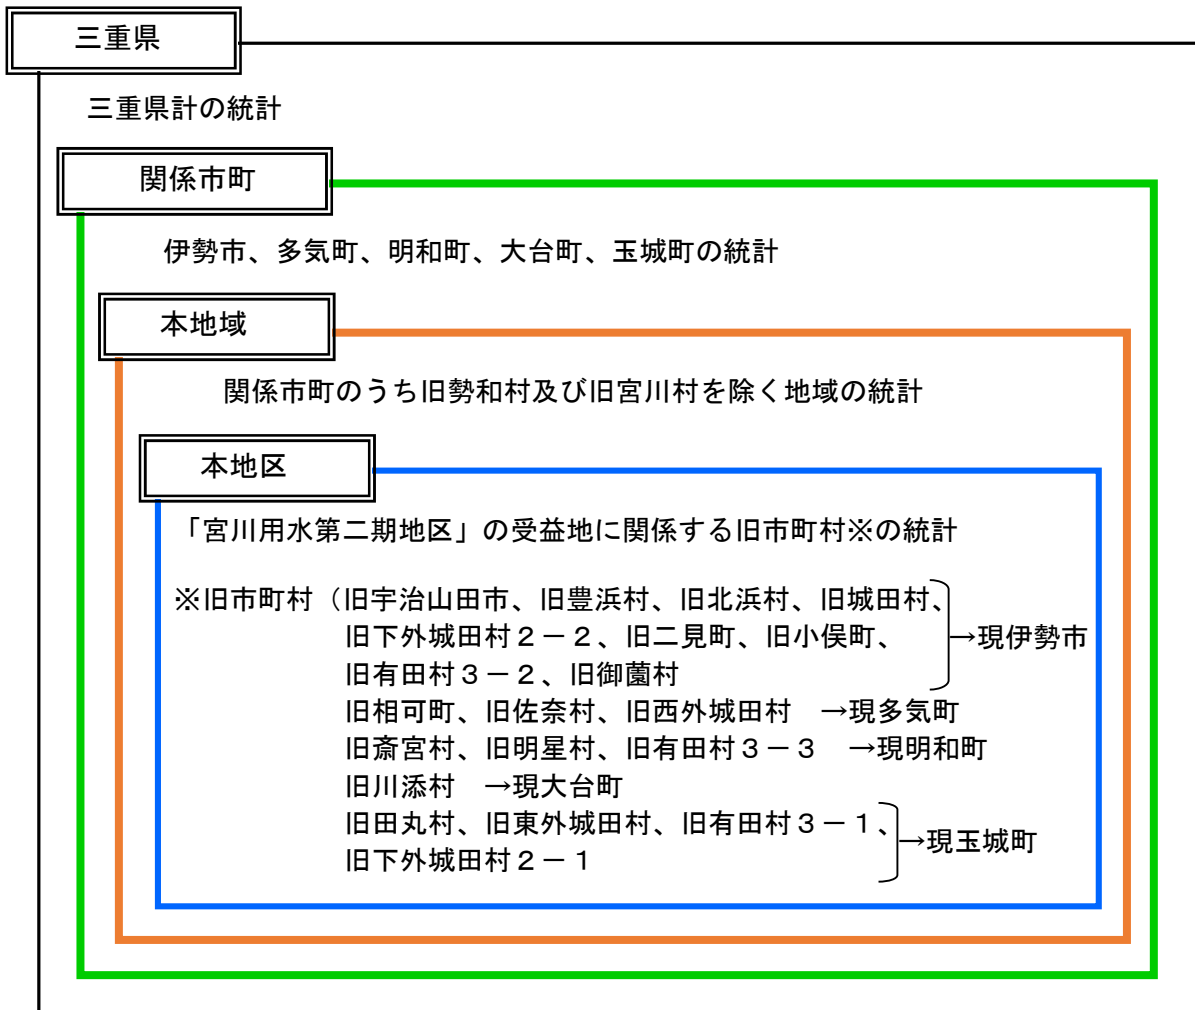 三重県
三重県計の統計
関係市町
伊勢市、多気町、明和町、大台町、玉城町の統計
本地域
関係市町のうち旧勢和村及び旧宮川村を除く地域の統計
本地区
「宮川用水第二期地区」の受益地に関係する旧市町村※の統計
※旧市町村（旧宇治山田市、旧豊浜村、旧北浜村、旧城田村、
旧下外城田村２－２、旧二見町、旧小俣町、
旧有田村３－２、旧御薗村
→現伊勢市
旧相可町、旧佐奈村、旧西外城田村　→現多気町
旧斎宮村、旧明星村、旧有田村３－３　→現明和町
旧川添村　→現大台町
旧田丸村、旧東外城田村、旧有田村３－１、
旧下外城田村２－１
→現玉城町